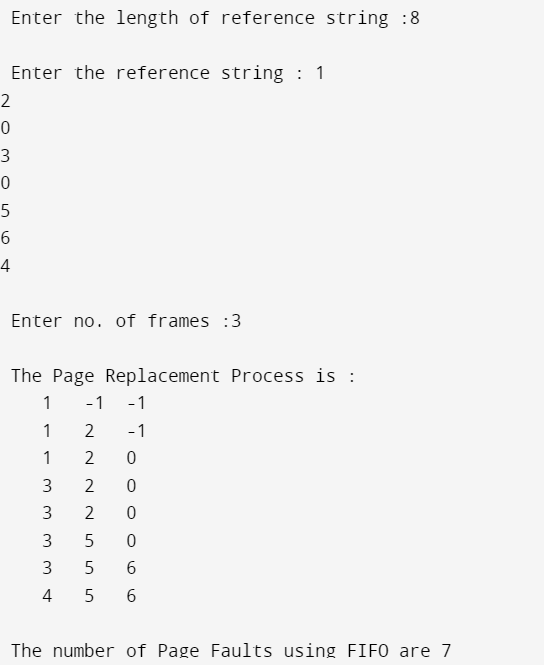 Enter the length of reference string :8
Enter the reference string : 1
2
0
3
0
5
6
4
Enter no. of frames :3
The Page Replacement Process is :
1 -1 -1
1 2 -1
1 2 0
3 2 0
3 2 0
3 5 0
3 5 6
4 5 6
The number of Page Faults using FIFO are 7